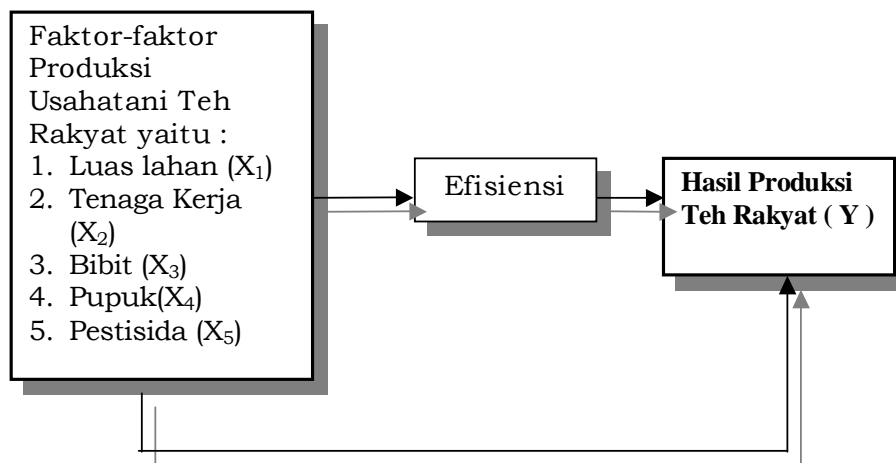 Faktor-faktor
Produksi
Usahatani Teh
Rakyat yaitu :
1. Luas lahan (X₁)
2. Tenaga Kerja
(X₂)
3. Bibit (X₃)
4. Pupuk(X₄)
5. Pestisida (X₅)
Efisiensi
Hasil Produksi
Teh Rakyat ( Y )